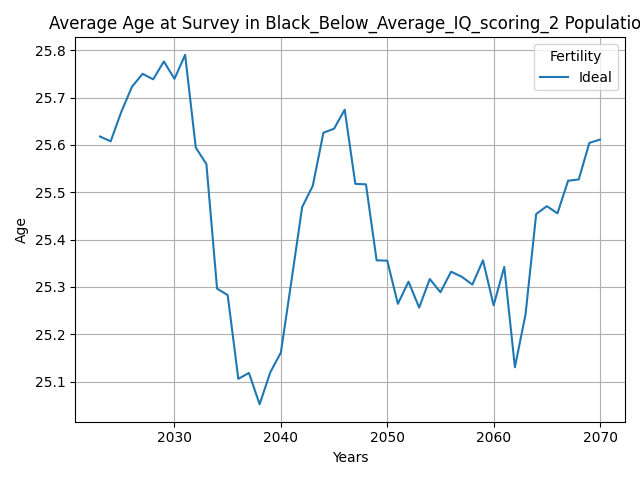 Average Age at Survey in Black_Below_Average_IQ_scoring_2 Populatio
Fertility
Ideal
25.8
25.7
25.6
25.5
25.4
25.3
25.2
25.1
Age
2030 2040 2050 2060 2070
Years